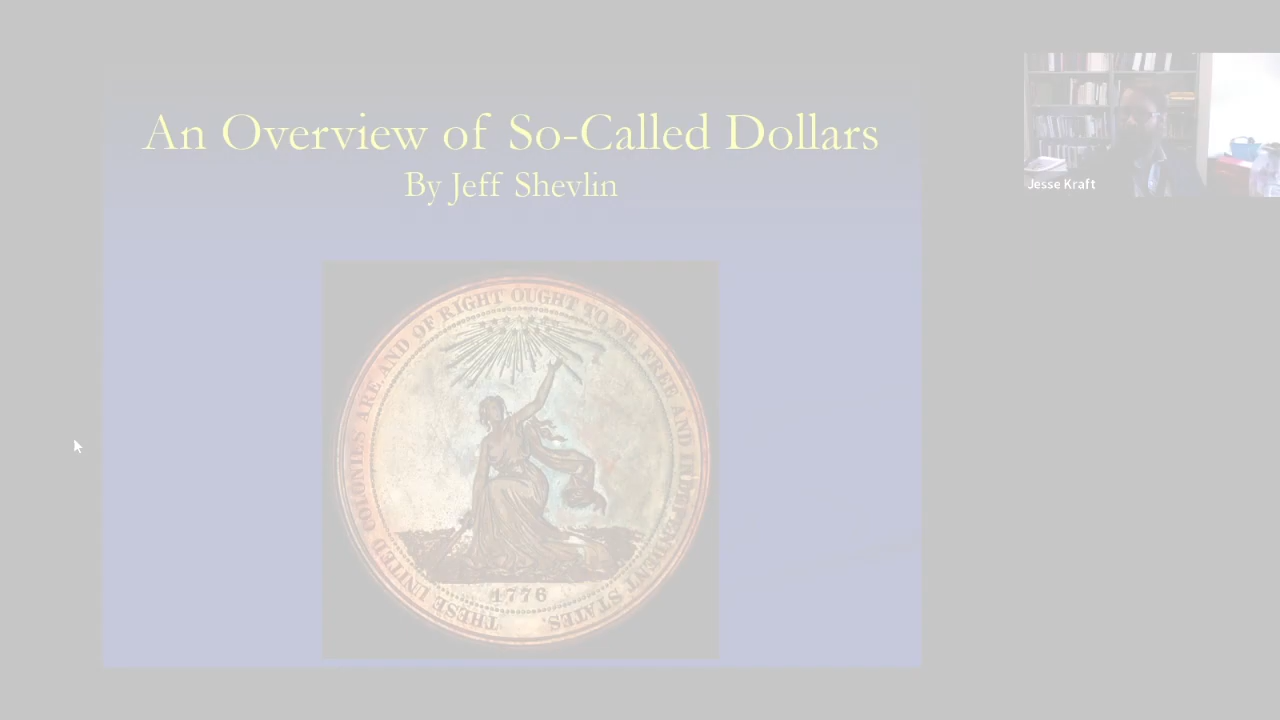 An Overview of So-Called Dollars
By Jeff Shevlin
Jesse Kraft
THESE UNITED COLONIES ARE AND OF RIGHT OUGHT TO BE FREE AND INDEPENDENT STATES.
1776